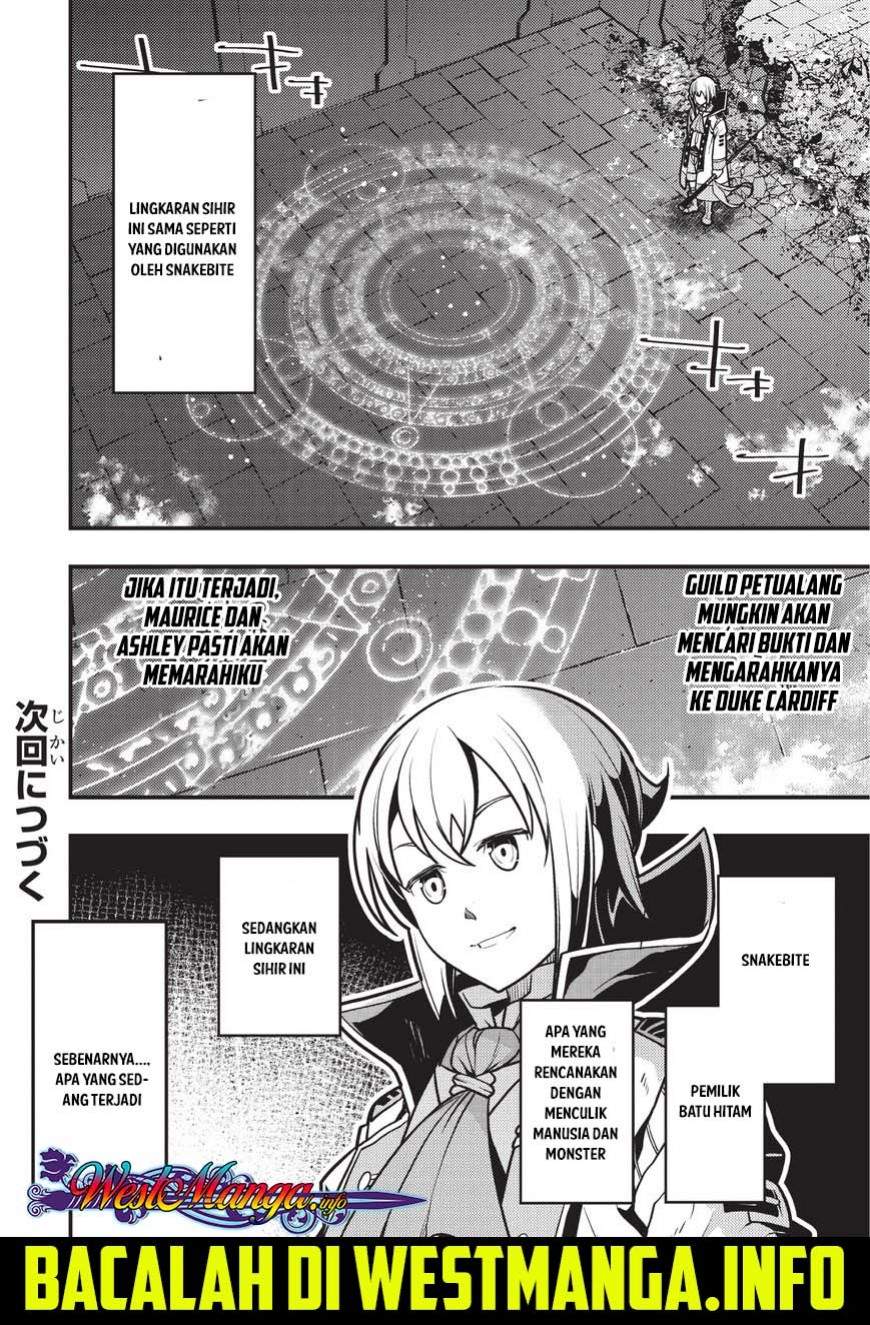 LINGKARAN SIHIR
INI SAMA SEPERTI
YANG DIGUNAKAN
OLEH SNAKEBITE
GUILD PETUALANG
MUNGKIN AKAN
MENCARI BUKTI DAN
MENGARAHKANYA
KE DUKE CARDIFF
JIKA ITU TERJADI,
MAURICE DAN
ASHLEY PASTI AKAN
MEMARAHIKU
SNAKEBITE
PEMILIK
BATU HITAM
APA YANG
MEREKA
RENCANAKAN
DENGAN
MENCULIK
MANUSIA DAN
MONSTER
SEDANGKAN
LINGKARAN
SIHIR INI
SEBENARNYA...,
APA YANG SED-
ANG TERJADI
じかい
次回につづく
WestManga.info
BACALAH DI WESTMANGA.INFO